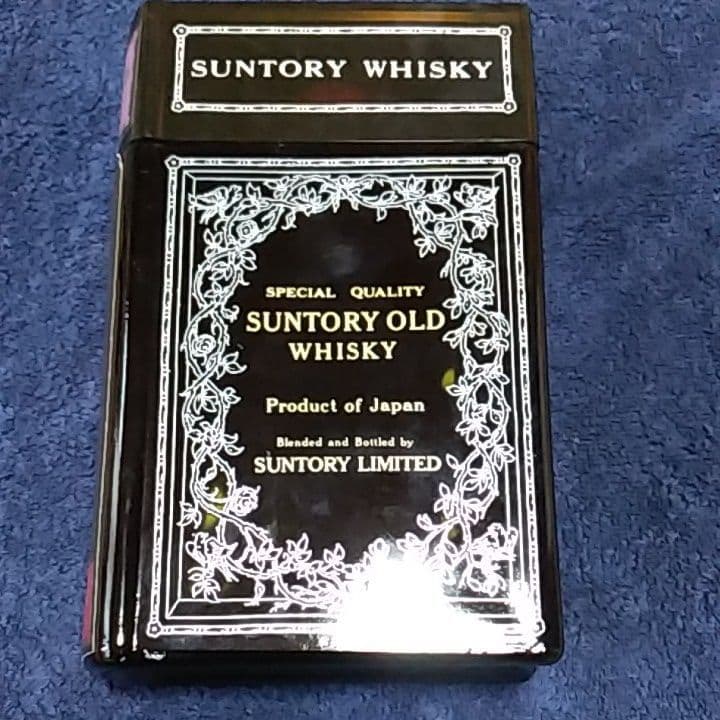 SUNTORY WHISKY
SPECIAL QUALITY
SUNTORY OLD
WHISKY
Product of Japan
Blended and Bottled by
SUNTORY LIMITED